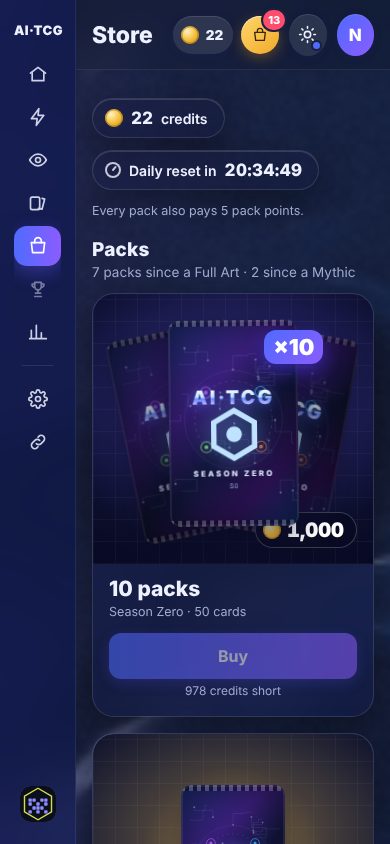 AI·TCG
Store
22
13
N
22 credits
Daily reset in 20:34:49
Every pack also pays 5 pack points.
Packs
7 packs since a Full Art · 2 since a Mythic
×10
AI·TCG
SEASON ZERO
S0
1,000
10 packs
Season Zero · 50 cards
Buy
978 credits short